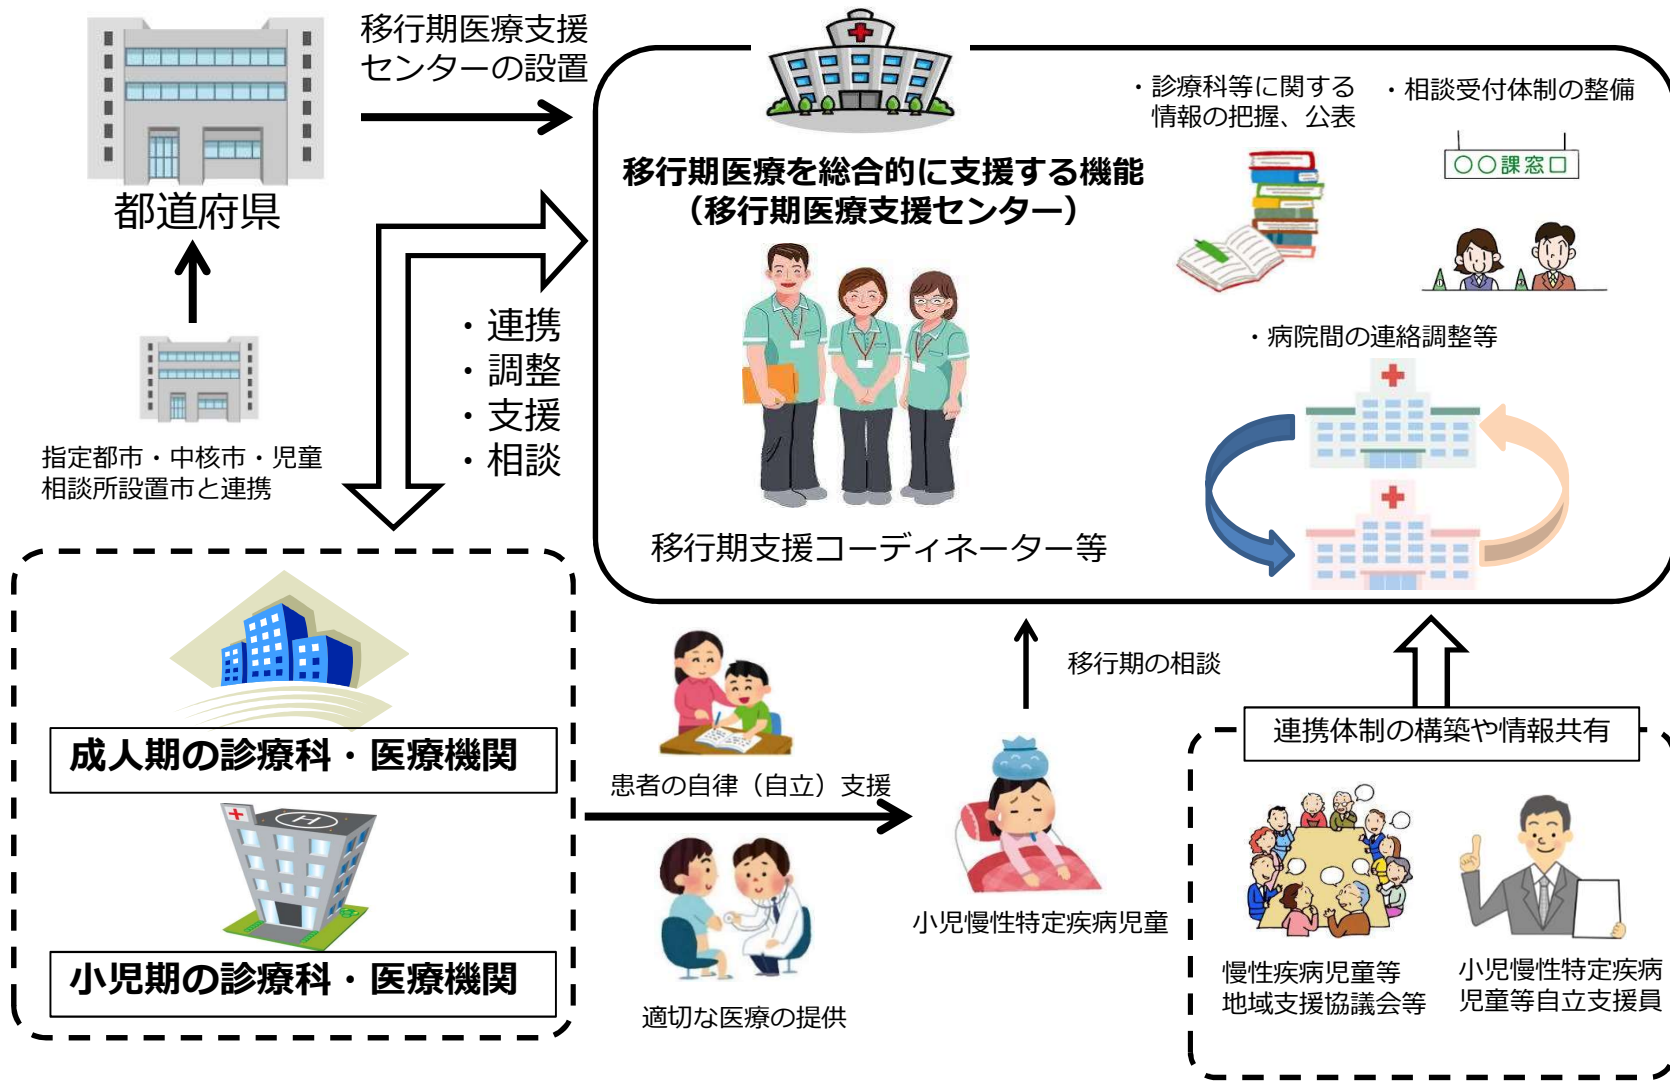 移行期医療支援
センターの設置
都道府県
指定都市・中核市・児童
相談所設置市と連携
・連携
・調整
・支援
・相談
移行期医療を総合的に支援する機能
（移行期医療支援センター）
移行期支援コーディネーター等
・診療科等に関する
情報の把握、公表
・相談受付体制の整備
〇〇課窓口
・病院間の連絡調整等
成人期の診療科・医療機関
H
小児期の診療科・医療機関
患者の自律（自立）支援
適切な医療の提供
移行期の相談
小児慢性特定疾病児童
連携体制の構築や情報共有
慢性疾病児童等
地域支援協議会等
小児慢性特定疾病
児童等自立支援員